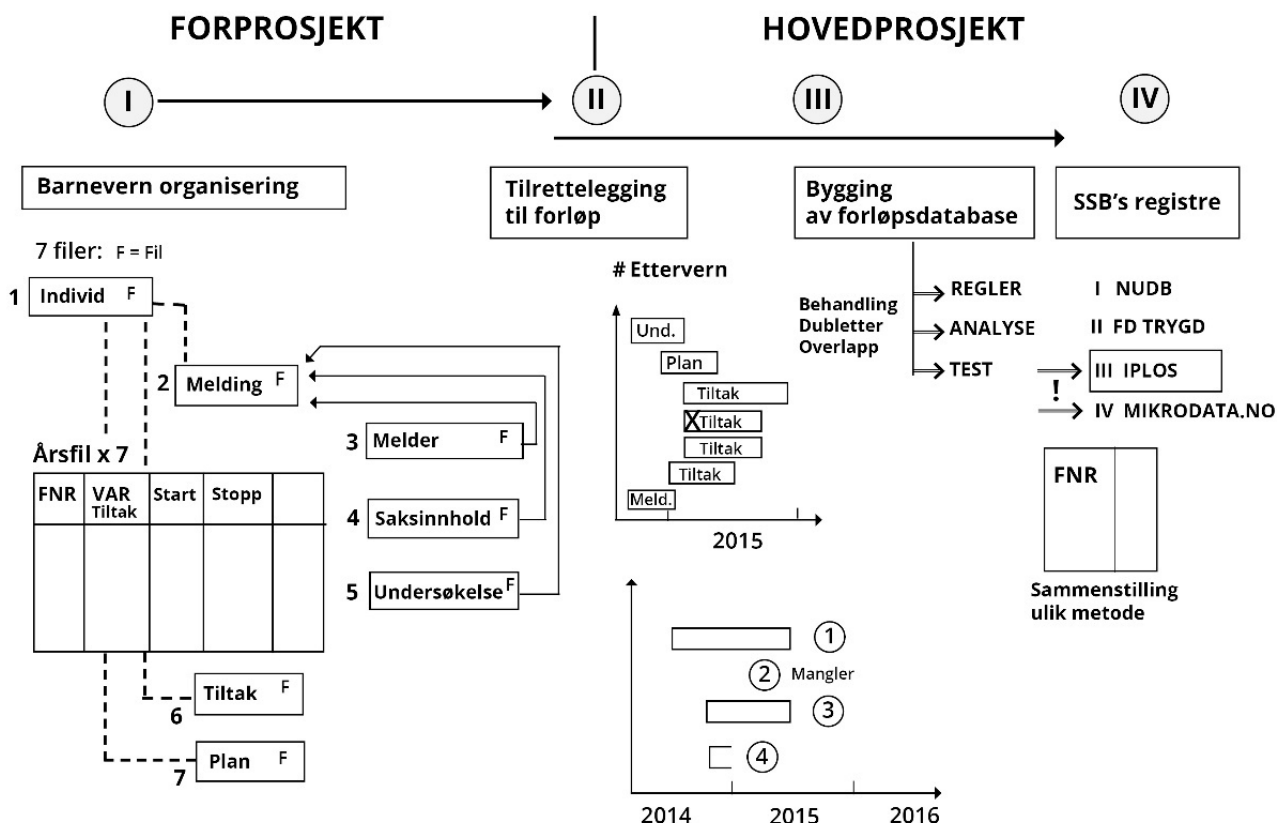 FORPROSJEKT
HOVEDPROSJEKT
I
II
III
IV
Barnevern organisering
Tilrettelegging
til forløp
Bygging
av forløpsdatabase
SSB's registre
7 filer: F = Fil
1 Individ F
2 Melding F
3 Melder F
4 Saksinnhold F
5 Undersøkelse F
Årsfil x 7
FNR
VAR
Tiltak
Start
Stopp
6 Tiltak F
7 Plan F
# Ettervern
Und.
Plan
Tiltak
X Tiltak
Tiltak
Tiltak
Meld.
2015
1
2 Mangler
3
4
2014
2015
2016
Behandling
Dubletter
Overlapp
REGLER
ANALYSE
TEST
!
I NUDB
II FD TRYGD
III IPLOS
IV MIKRODATA.NO
FNR
Sammenstilling
ulik metode